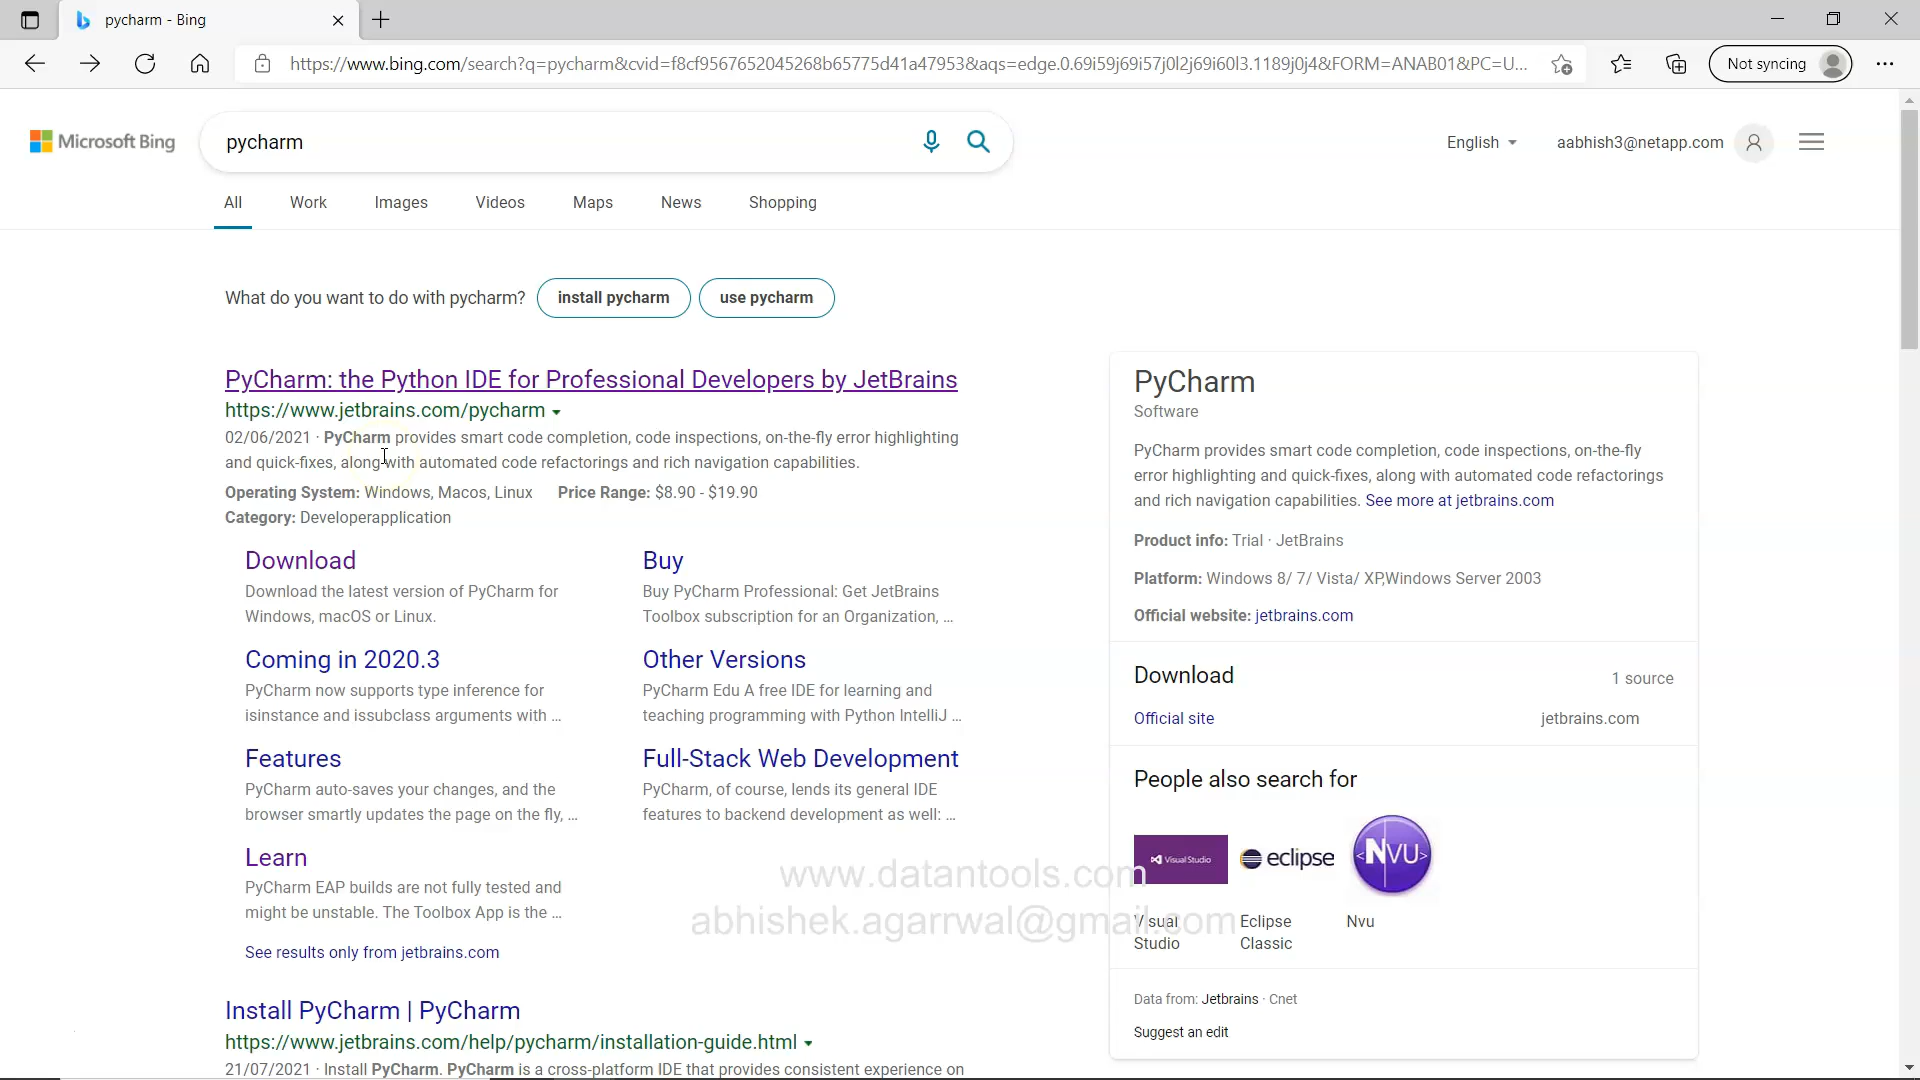 pycharm - Bing
https://www.bing.com/search?q=pycharm&cvid=f8cf9567652045268b65775d41a47953&aqs=edge.0.69i59j69i57j0l2j69i60l3.1189j0j4&FORM=ANAB01&PC=U...
Not syncing
Microsoft Bing
pycharm
English
aabhish3@netapp.com
All
Work
Images
Videos
Maps
News
Shopping
What do you want to do with pycharm?
install pycharm
use pycharm
PyCharm: the Python IDE for Professional Developers by JetBrains
https://www.jetbrains.com/pycharm
02/06/2021 · PyCharm provides smart code completion, code inspections, on-the-fly error highlighting
and quick-fixes, along with automated code refactorings and rich navigation capabilities.
Operating System: Windows, Macos, Linux Price Range: $8.90 - $19.90
Category: Developerapplication
Download
Download the latest version of PyCharm for
Windows, macOS or Linux.
Buy
Buy PyCharm Professional: Get JetBrains
Toolbox subscription for an Organization, ...
Coming in 2020.3
PyCharm now supports type inference for
isinstance and issubclass arguments with ...
Other Versions
PyCharm Edu A free IDE for learning and
teaching programming with Python IntelliJ ...
Features
PyCharm auto-saves your changes, and the
browser smartly updates the page on the fly, ...
Full-Stack Web Development
PyCharm, of course, lends its general IDE
features to backend development as well: ...
Learn
PyCharm EAP builds are not fully tested and
might be unstable. The Toolbox App is the ...
See results only from jetbrains.com
Install PyCharm | PyCharm
https://www.jetbrains.com/help/pycharm/installation-guide.html
21/07/2021 · Install PyCharm. PyCharm is a cross-platform IDE that provides consistent experience on
PyCharm
Software
PyCharm provides smart code completion, code inspections, on-the-fly
error highlighting and quick-fixes, along with automated code refactorings
and rich navigation capabilities. See more at jetbrains.com
Product info: Trial · JetBrains
Platform: Windows 8/ 7/ Vista/ XP,Windows Server 2003
Official website: jetbrains.com
Download
1 source
Official site
jetbrains.com
People also search for
Visual Studio
eclipse
<NVU>
Visual
Studio
Eclipse
Classic
Nvu
Data from: Jetbrains · Cnet
Suggest an edit
www.datantools.com
abhishek.agarrwal@gmail.com